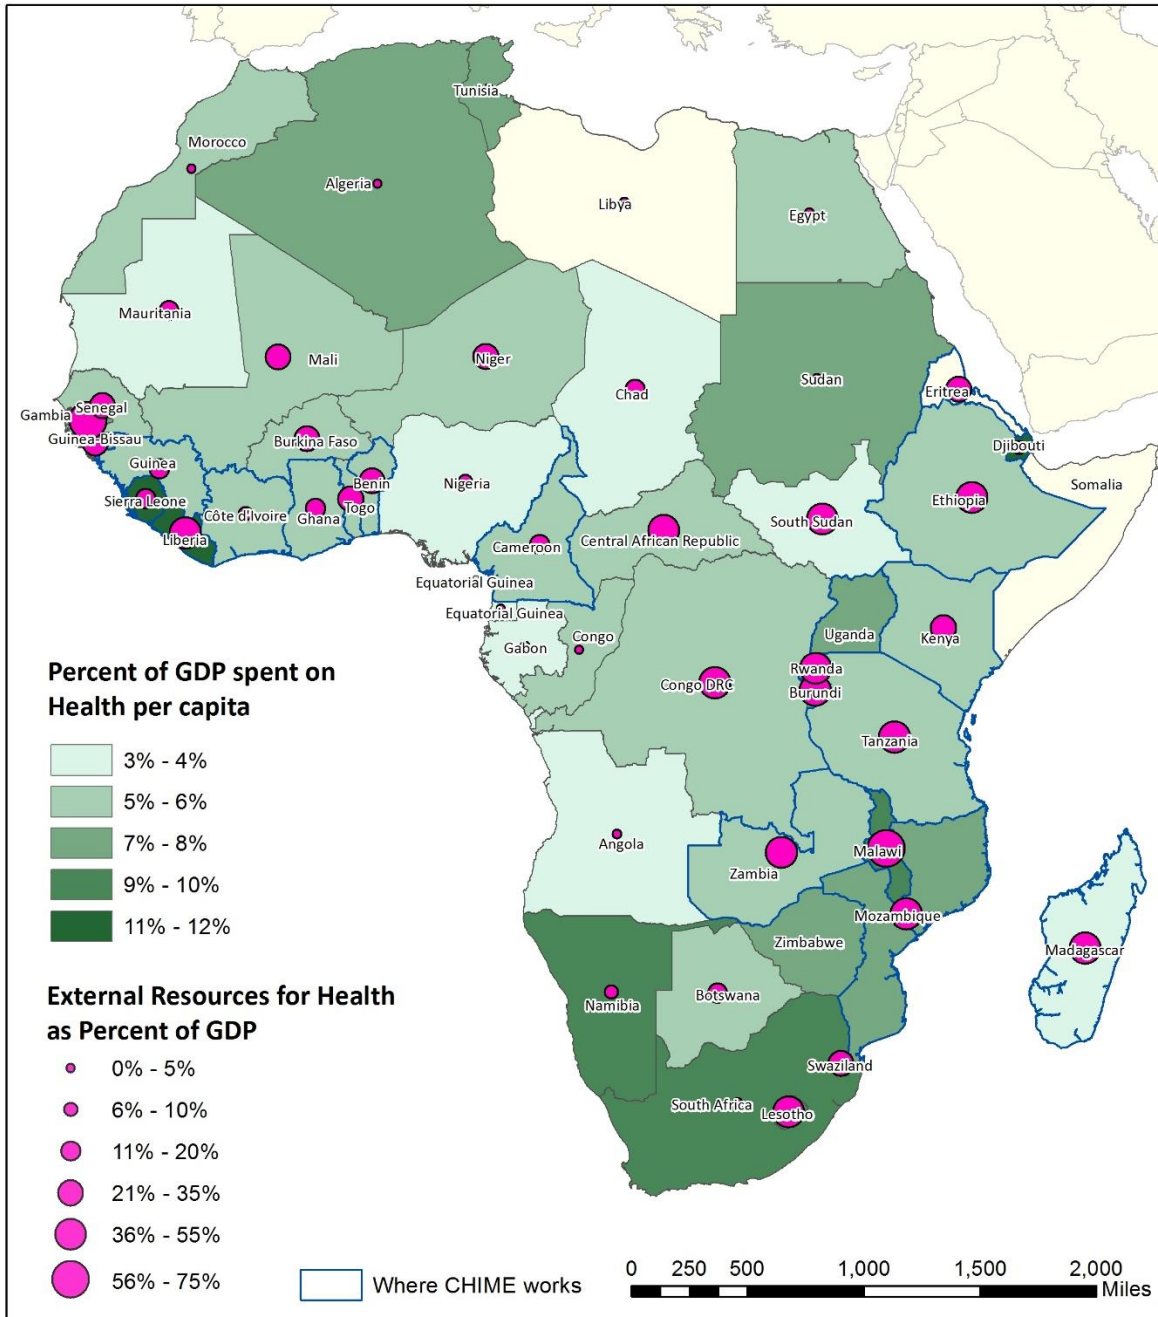 Tunisia
Morocco
Algeria
Libya
Egypt
Mauritania
Mali
Niger
Chad
Sudan
Eritrea
Senegal
Gambia
Guinea-Bissau
Burkina Faso
Djibouti
Guinea
Benin
Nigeria
Somalia
Sierra Leone
Côte d'Ivoire
Ghana
Togo
Ethiopia
Liberia
Cameroon
Central African Republic
South Sudan
Equatorial Guinea
Equatorial Guinea
Gabon
Congo
Uganda
Kenya
Rwanda
Congo DRC
Burundi
Tanzania
Angola
Zambia
Malawi
Mozambique
Zimbabwe
Madagascar
Namibia
Botswana
Swaziland
South Africa
Lesotho
Percent of GDP spent on
Health per capita
3% - 4%
5% - 6%
7% - 8%
9% - 10%
11% - 12%
External Resources for Health
as Percent of GDP
0% - 5%
6% - 10%
11% - 20%
21% - 35%
36% - 55%
56% - 75%
Where CHIME works
0 250 500 1,000 1,500 2,000
Miles